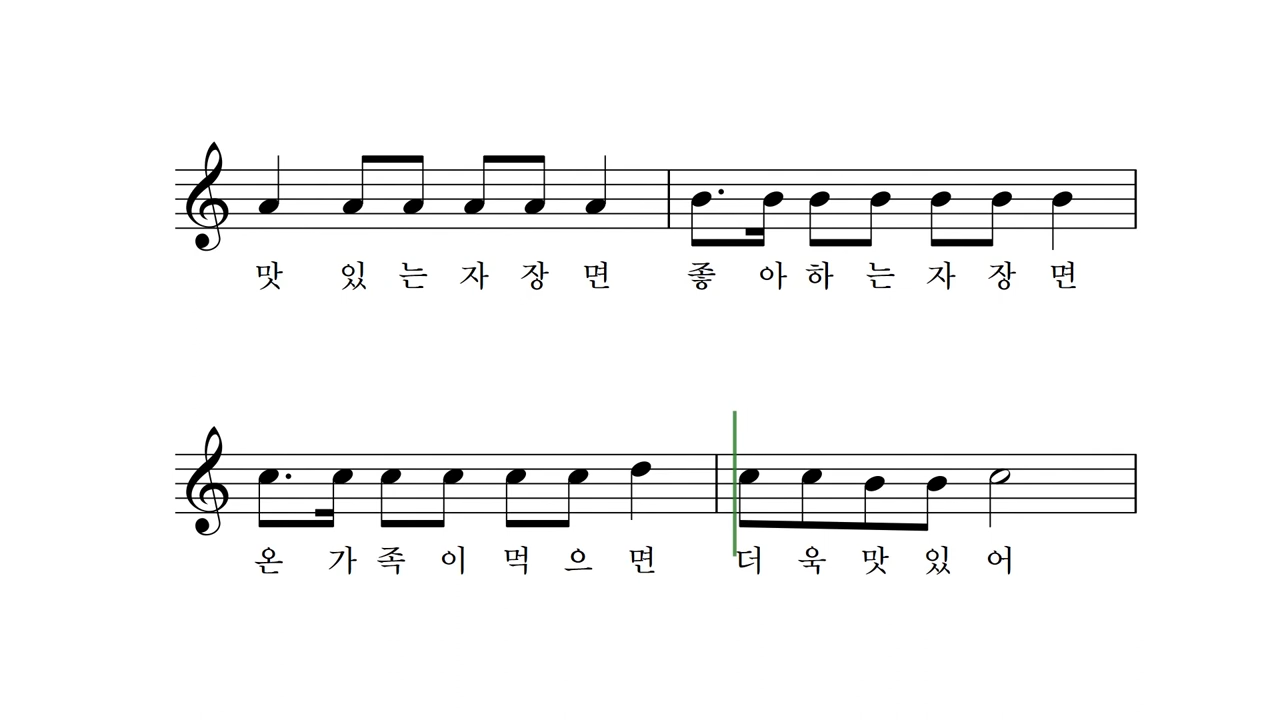 맛 있 는 자 장 면 좋 아 하 는 자 장 면
온 가 족 이 먹 으 면 더 욱 맛 있 어